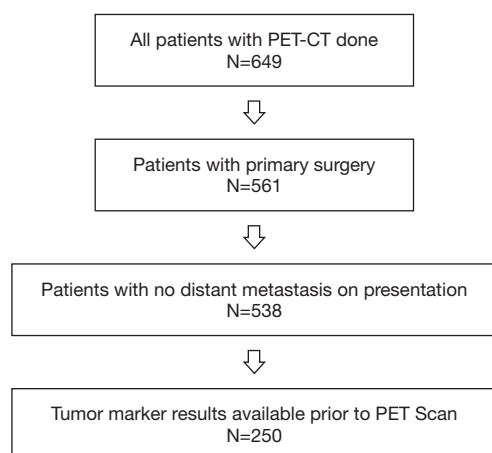 All patients with PET-CT done
N=649
Patients with primary surgery
N=561
Patients with no distant metastasis on presentation
N=538
Tumor marker results available prior to PET Scan
N=250